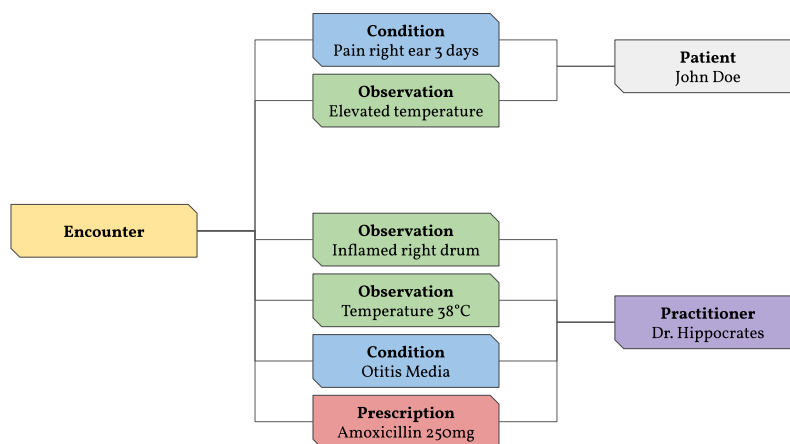 Condition
Pain right ear 3 days
Patient
John Doe
Observation
Elevated temperature
Encounter
Observation
Inflamed right drum
Observation
Temperature 38°C
Practitioner
Dr. Hippocrates
Condition
Otitis Media
Prescription
Amoxicillin 250mg